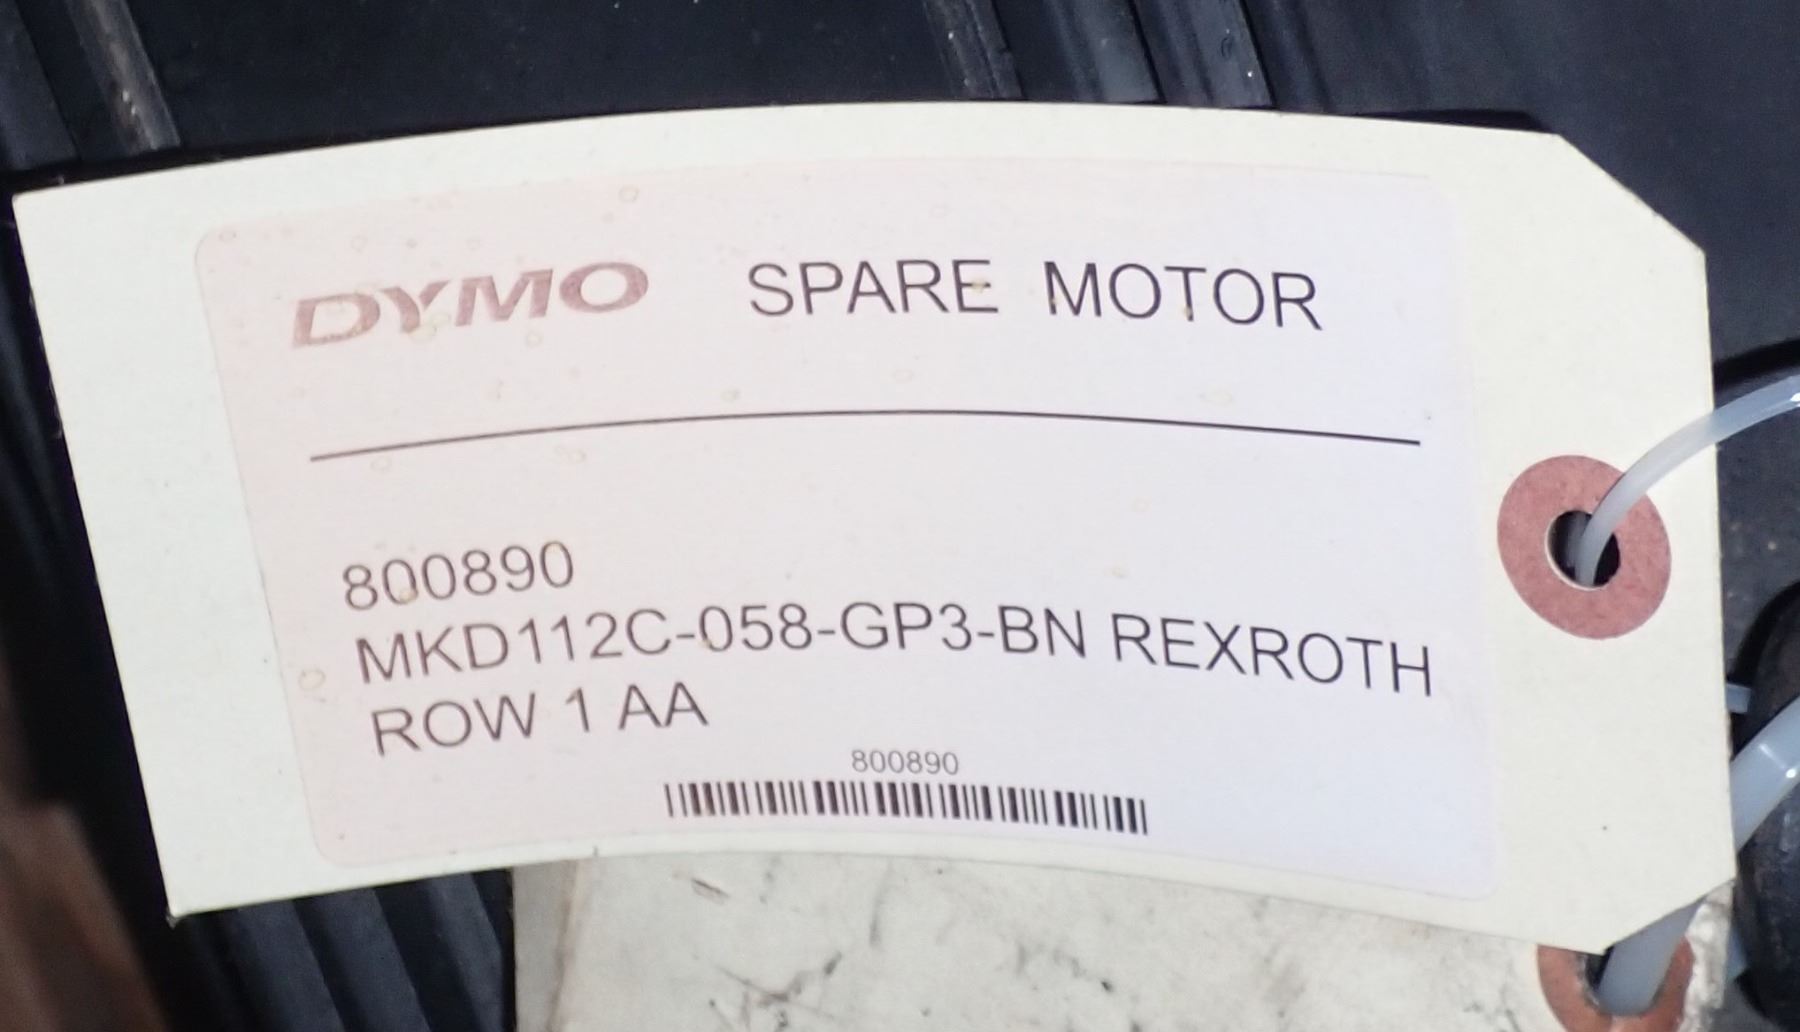 DYMO SPARE MOTOR
800890
MKD112C-058-GP3-BN REXROTH
ROW 1 AA
800890